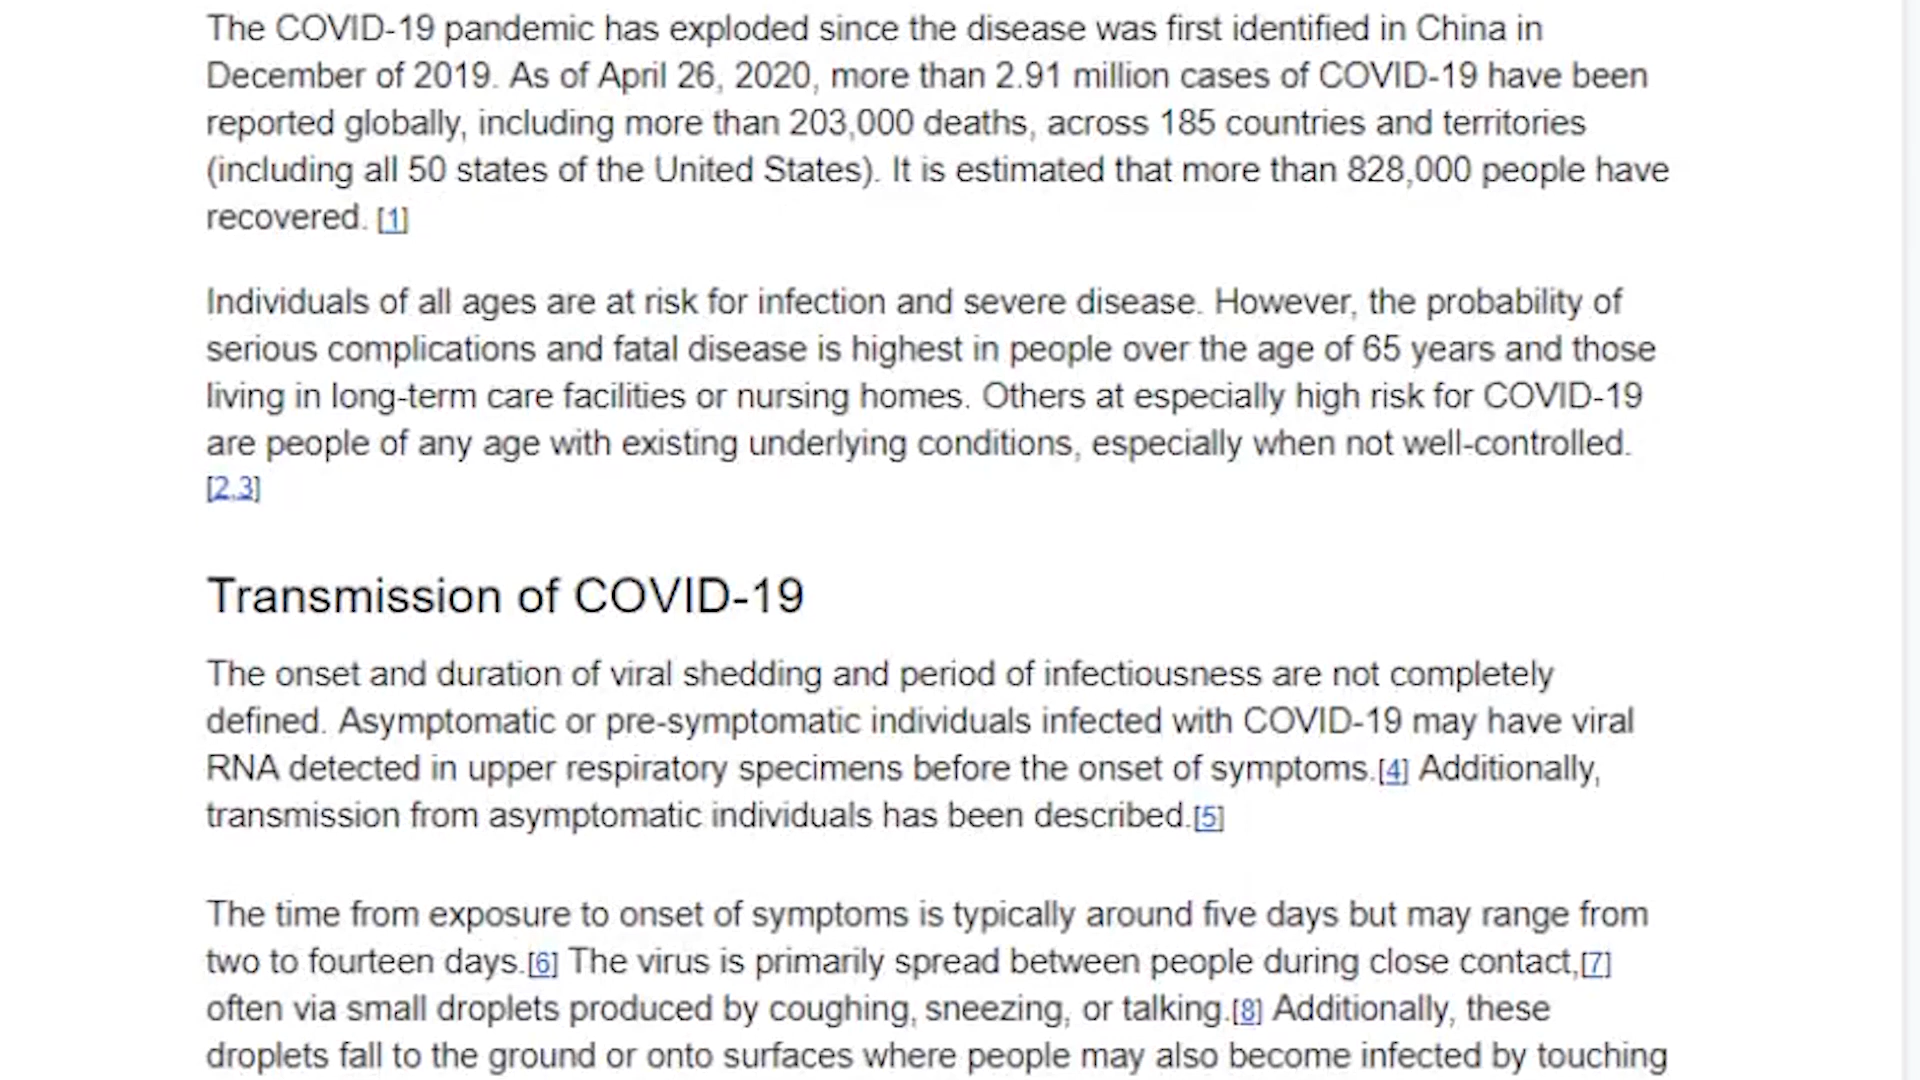 The COVID-19 pandemic has exploded since the disease was first identified in China in
December of 2019. As of April 26, 2020, more than 2.91 million cases of COVID-19 have been
reported globally, including more than 203,000 deaths, across 185 countries and territories
(including all 50 states of the United States). It is estimated that more than 828,000 people have
recovered. [1]
Individuals of all ages are at risk for infection and severe disease. However, the probability of
serious complications and fatal disease is highest in people over the age of 65 years and those
living in long-term care facilities or nursing homes. Others at especially high risk for COVID-19
are people of any age with existing underlying conditions, especially when not well-controlled.
[2,3]
Transmission of COVID-19
The onset and duration of viral shedding and period of infectiousness are not completely
defined. Asymptomatic or pre-symptomatic individuals infected with COVID-19 may have viral
RNA detected in upper respiratory specimens before the onset of symptoms.[4] Additionally,
transmission from asymptomatic individuals has been described.[5]
The time from exposure to onset of symptoms is typically around five days but may range from
two to fourteen days.[6] The virus is primarily spread between people during close contact,[7]
often via small droplets produced by coughing, sneezing, or talking.[8] Additionally, these
droplets fall to the ground or onto surfaces where people may also become infected by touching